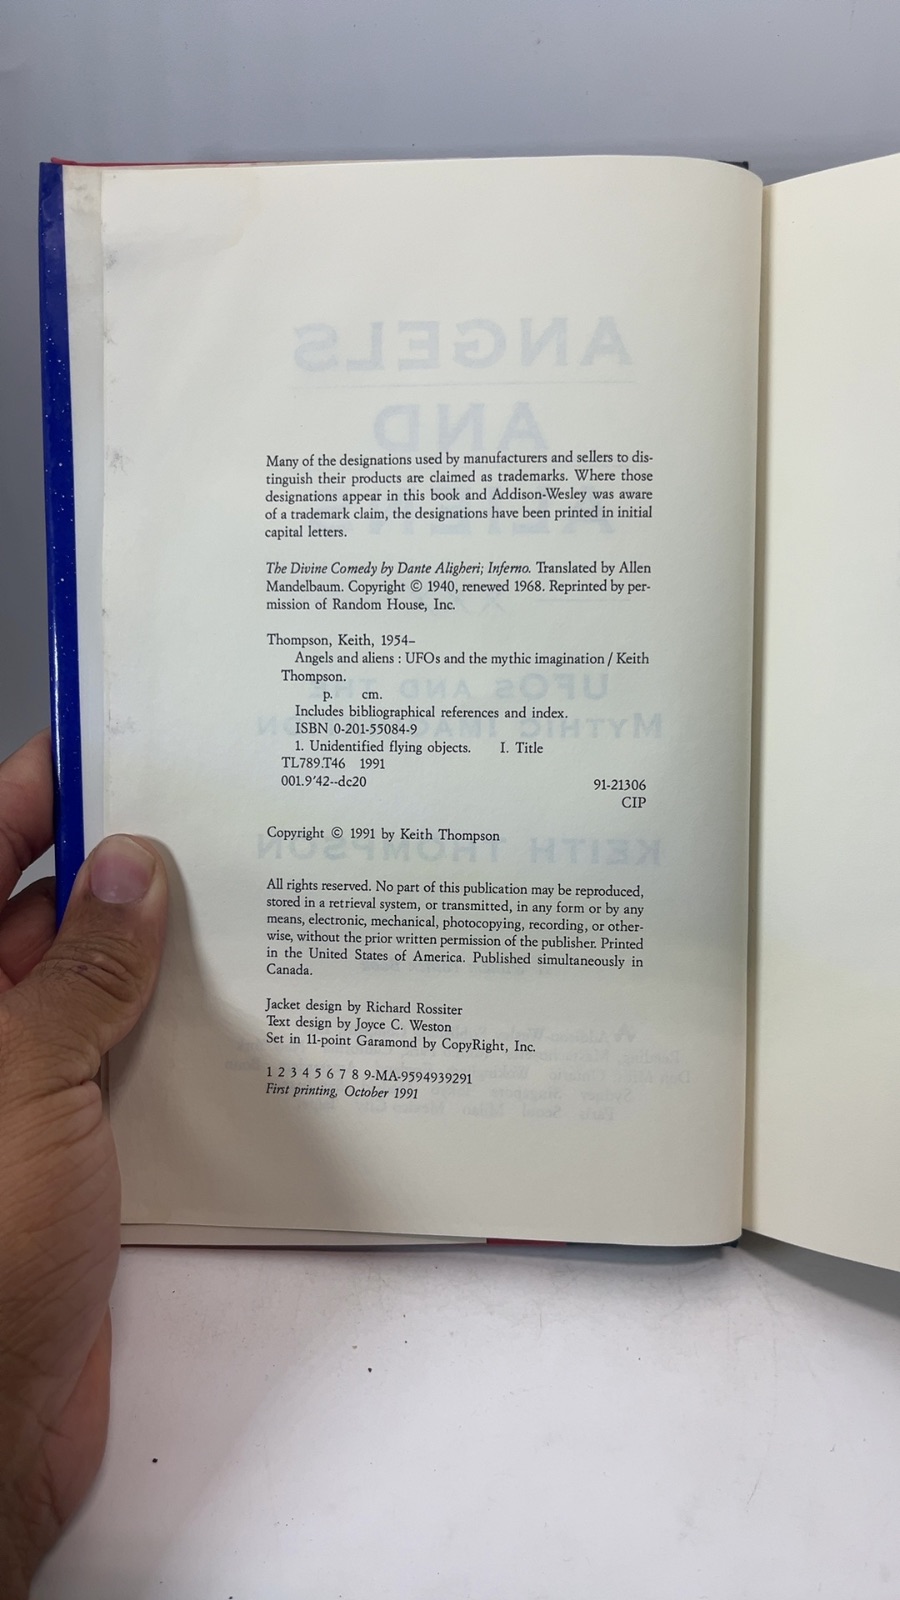 Many of the designations used by manufacturers and sellers to dis-
tinguish their products are claimed as trademarks. Where those
designations appear in this book and Addison-Wesley was aware
of a trademark claim, the designations have been printed in initial
capital letters.
The Divine Comedy by Dante Aligheri; Inferno. Translated by Allen
Mandelbaum. Copyright © 1940, renewed 1968. Reprinted by per-
mission of Random House, Inc.
Thompson, Keith, 1954–
Angels and aliens : UFOs and the mythic imagination / Keith
Thompson.
p. cm.
Includes bibliographical references and index.
ISBN 0-201-55084-9
1. Unidentified flying objects. I. Title
TL789.T46 1991
001.9'42--dc20 91-21306
CIP
Copyright © 1991 by Keith Thompson
All rights reserved. No part of this publication may be reproduced,
stored in a retrieval system, or transmitted, in any form or by any
means, electronic, mechanical, photocopying, recording, or other-
wise, without the prior written permission of the publisher. Printed
in the United States of America. Published simultaneously in
Canada.
Jacket design by Richard Rossiter
Text design by Joyce C. Weston
Set in 11-point Garamond by CopyRight, Inc.
1 2 3 4 5 6 7 8 9-MA-9594939291
First printing, October 1991
ANGELS
AND
ALIENS
UFOS AND THE
MYTHIC IMAGINATION
KEITH THOMPSON